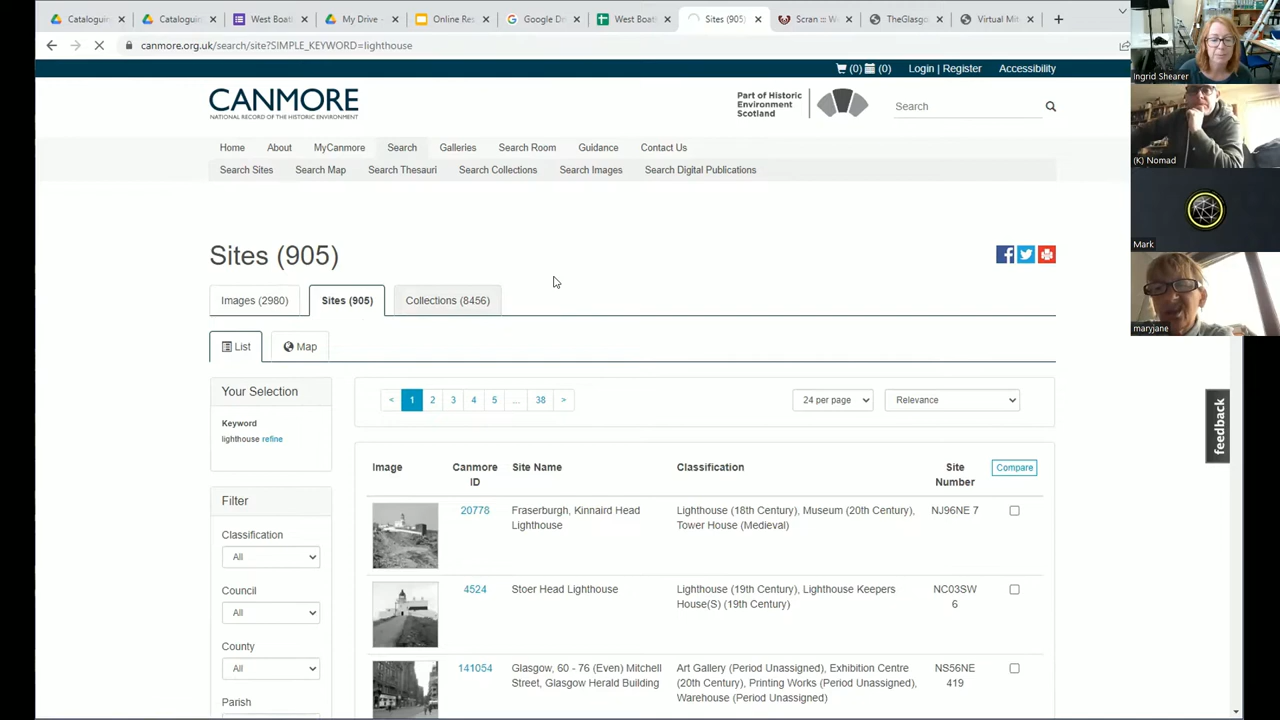 Cataloguin
Cataloguin
West Boatl
My Drive -
Online Res
Google Dri
West Boatl
Sites (905)
Scran ::: W
TheGlasgo
Virtual Mit
canmore.org.uk/search/site?SIMPLE_KEYWORD=lighthouse
(0) (0) Login | Register Accessibility
CANMORE
NATIONAL RECORD OF THE HISTORIC ENVIRONMENT
Part of Historic
Environment
Scotland
Search
Home About MyCanmore Search Galleries Search Room Guidance Contact Us
Search Sites Search Map Search Thesauri Search Collections Search Images Search Digital Publications
Sites (905)
Images (2980) Sites (905) Collections (8456)
List Map
Your Selection
Keyword
lighthouse refine
Filter
Classification
All
Council
All
County
All
Parish
< 1 2 3 4 5 ... 38 >
24 per page
Relevance
Image Canmore ID Site Name Classification Site Number Compare
20778 Fraserburgh, Kinnaird Head Lighthouse Lighthouse (18th Century), Museum (20th Century), Tower House (Medieval) NJ96NE 7
4524 Stoer Head Lighthouse Lighthouse (19th Century), Lighthouse Keepers House(S) (19th Century) NC03SW 6
141054 Glasgow, 60 - 76 (Even) Mitchell Street, Glasgow Herald Building Art Gallery (Period Unassigned), Exhibition Centre (20th Century), Printing Works (Period Unassigned), Warehouse (Period Unassigned) NS56NE 419
feedback
Ingrid Shearer
(K) Nomad
Mark
maryjane